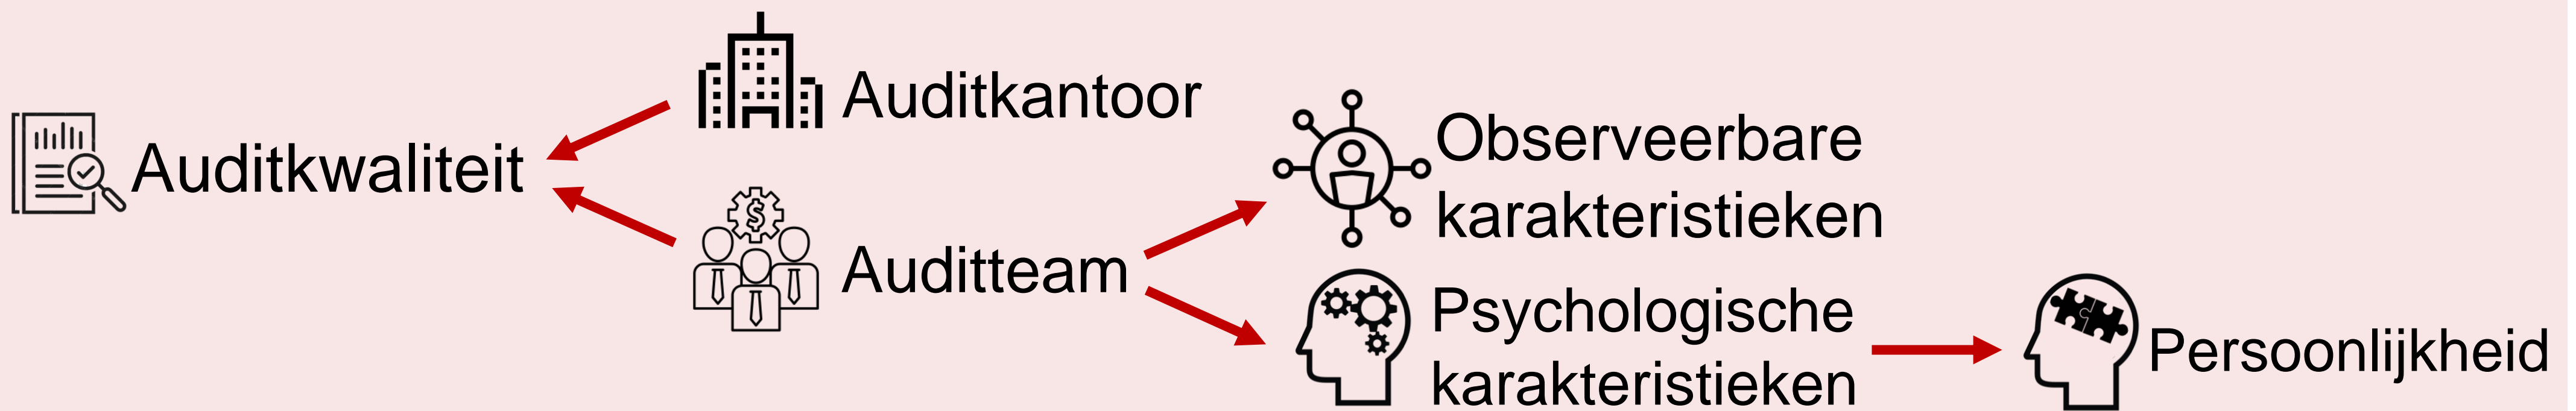 Auditkwaliteit
Auditkantoor
Auditteam
Observeerbare
karakteristieken
Psychologische
karakteristieken
Persoonlijkheid